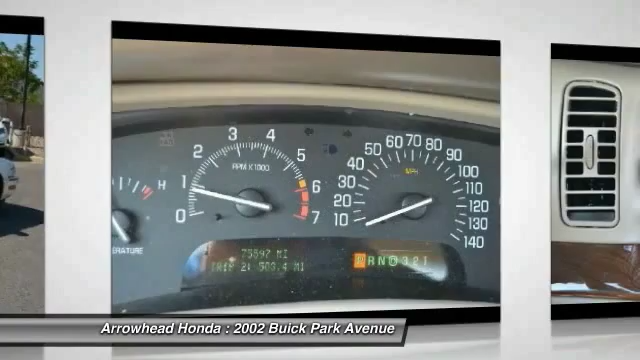 3 4
2 5
RPM X1000
1 6
0 7
H
60 70 80
50 90
40 MPH 100
30 110
20 120
10 130
140
75597 MI
TRIP 2: 503.4 MI
P R N D 3 2 1
Arrowhead Honda : 2002 Buick Park Avenue